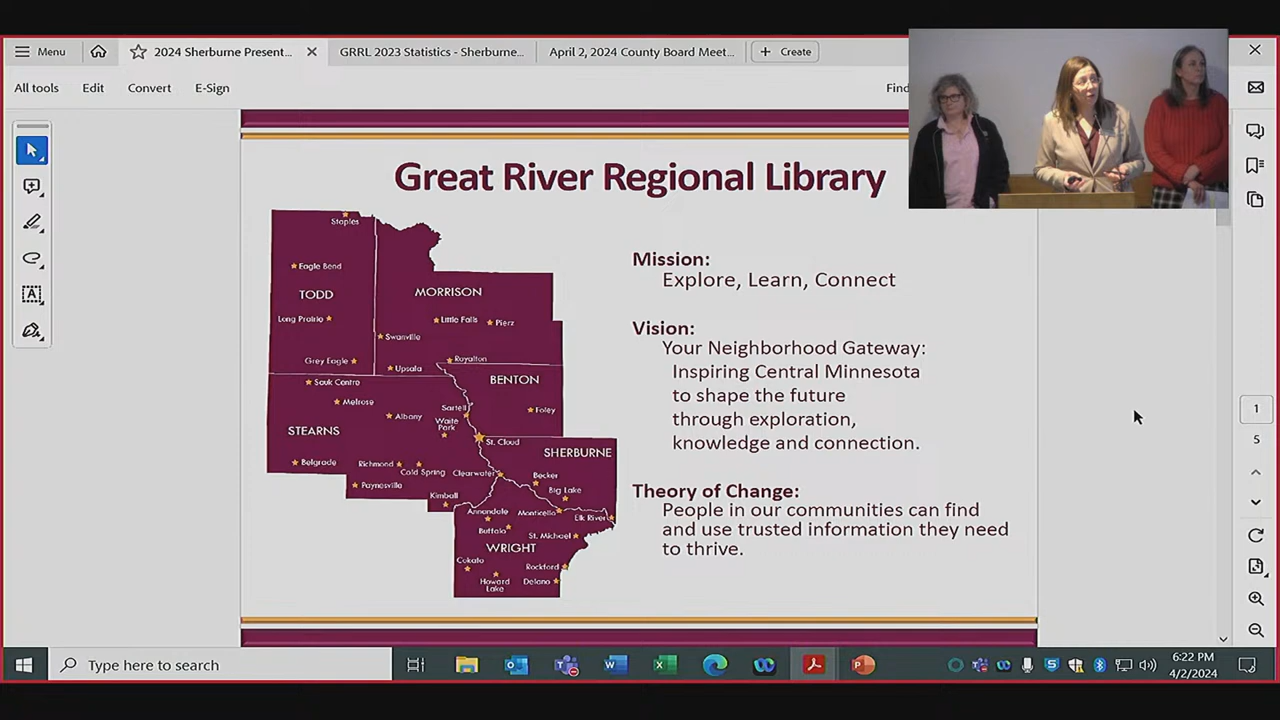 Menu
2024 Sherburne Present...
GRRL 2023 Statistics - Sherburne...
April 2, 2024 County Board Meet...
+ Create
All tools
Edit
Convert
E-Sign
Find
Great River Regional Library
Staples
Eagle Bend
TODD
MORRISON
Long Prairie
Little Falls
Pierz
Swanville
Grey Eagle
Royalton
Upsala
BENTON
Sauk Centre
Melrose
Sartell
Foley
Albany
Waite
Park
STEARNS
St. Cloud
SHERBURNE
Belgrade
Richmond
Cold Spring
Clearwater
Becker
Paynesville
Big Lake
Kimball
Annandale
Monticello
Elk River
Buffalo
St. Michael
WRIGHT
Cokato
Rockford
Howard
Lake
Delano
Mission:
Explore, Learn, Connect
Vision:
Your Neighborhood Gateway:
Inspiring Central Minnesota
to shape the future
through exploration,
knowledge and connection.
Theory of Change:
People in our communities can find
and use trusted information they need
to thrive.
1
5
Type here to search
6:22 PM
4/2/2024